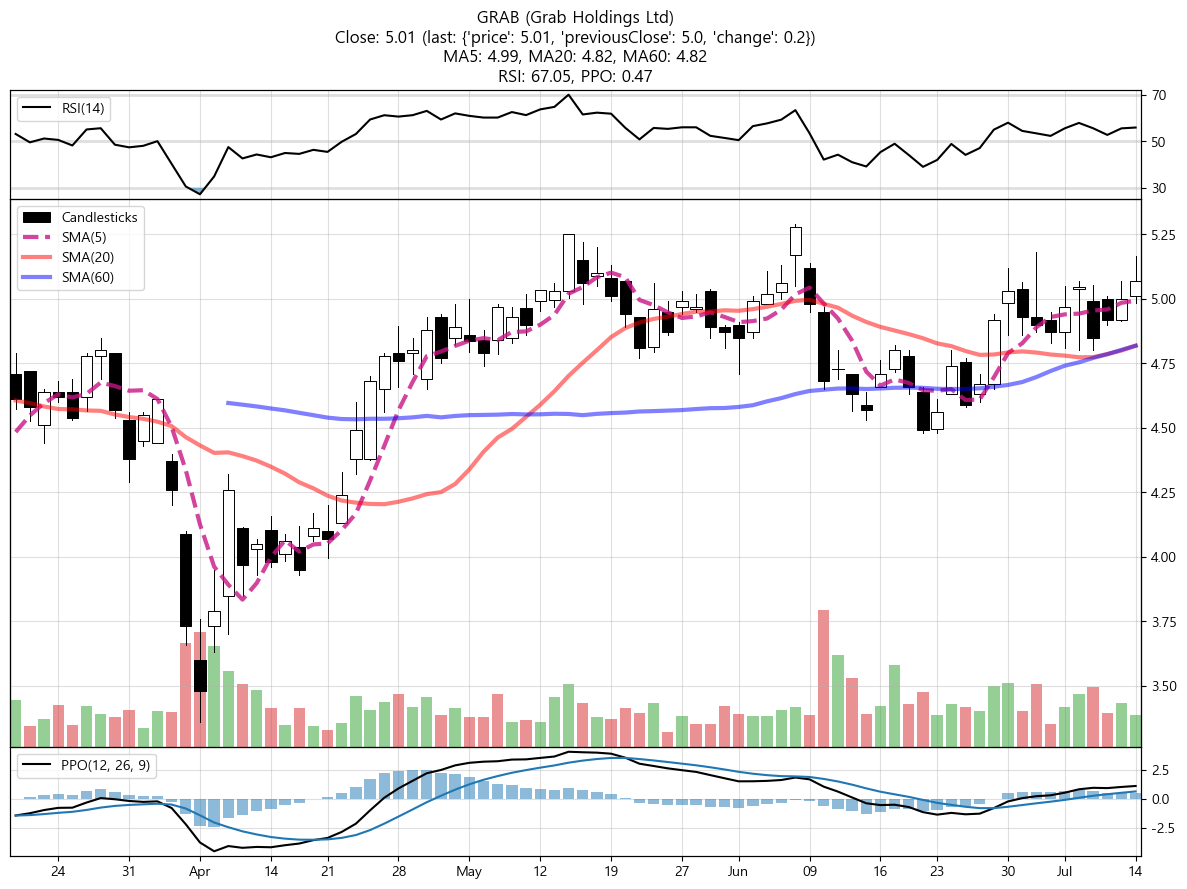 GRAB (Grab Holdings Ltd)
Close: 5.01 (last: {'price': 5.01, 'previousClose': 5.0, 'change': 0.2})
MA5: 4.99, MA20: 4.82, MA60: 4.82
RSI: 67.05, PPO: 0.47
RSI(14)
70
50
30
Candlesticks
SMA(5)
SMA(20)
SMA(60)
5.25
5.00
4.75
4.50
4.25
4.00
3.75
3.50
PPO(12, 26, 9)
2.5
0.0
−2.5
24 31 Apr 14 21 28 May 12 19 27 Jun 09 16 23 30 Jul 14